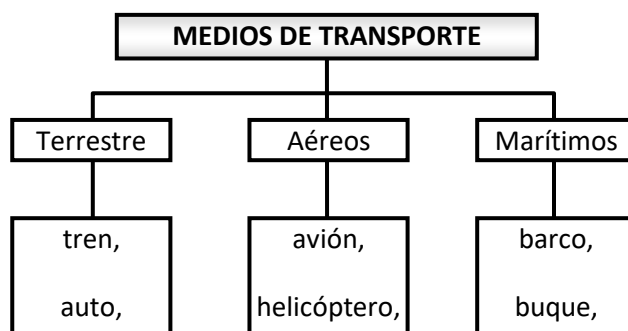 MEDIOS DE TRANSPORTE
Terrestre
Aéreos
Marítimos
tren,
auto,
avión,
helicóptero,
barco,
buque,